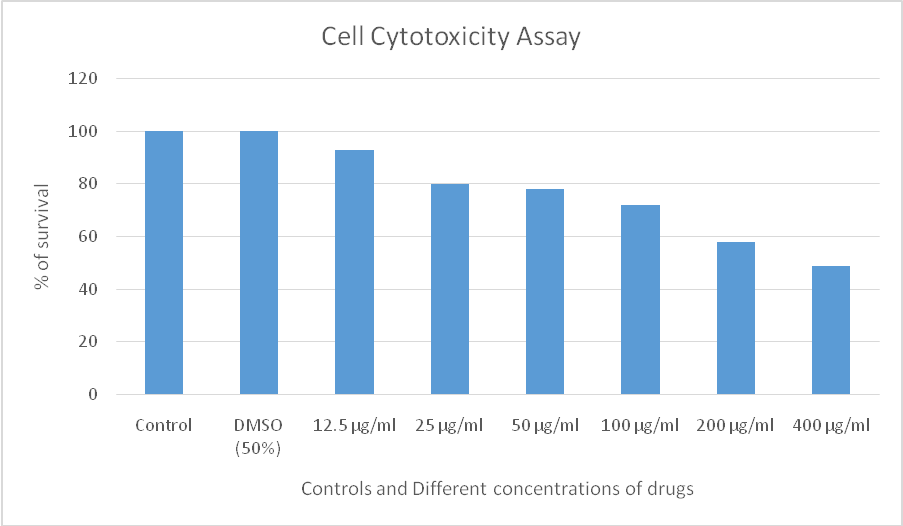 Cell Cytotoxicity Assay
120
100
80
60
40
20
0
% of survival
Control
DMSO
(50%)
12.5 µg/ml
25 µg/ml
50 µg/ml
100 µg/ml
200 µg/ml
400 µg/ml
Controls and Different concentrations of drugs